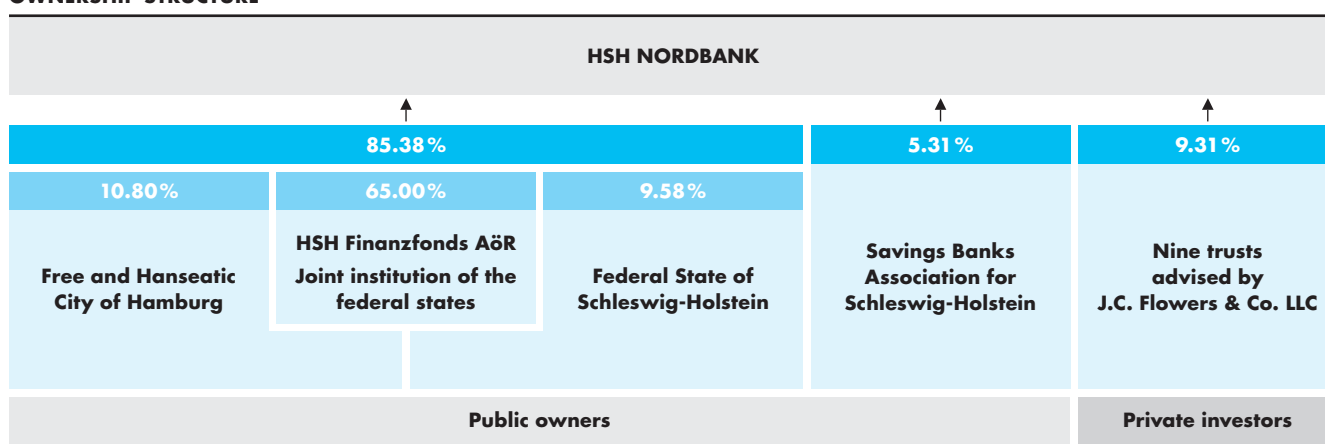 OWNERSHIP STRUCTURE
HSH NORDBANK
85.38%
5.31%
9.31%
10.80%
65.00%
9.58%
Free and Hanseatic
City of Hamburg
HSH Finanzfonds AöR
Joint institution of the
federal states
Federal State of
Schleswig-Holstein
Savings Banks
Association for
Schleswig-Holstein
Nine trusts
advised by
J.C. Flowers & Co. LLC
Public owners
Private investors